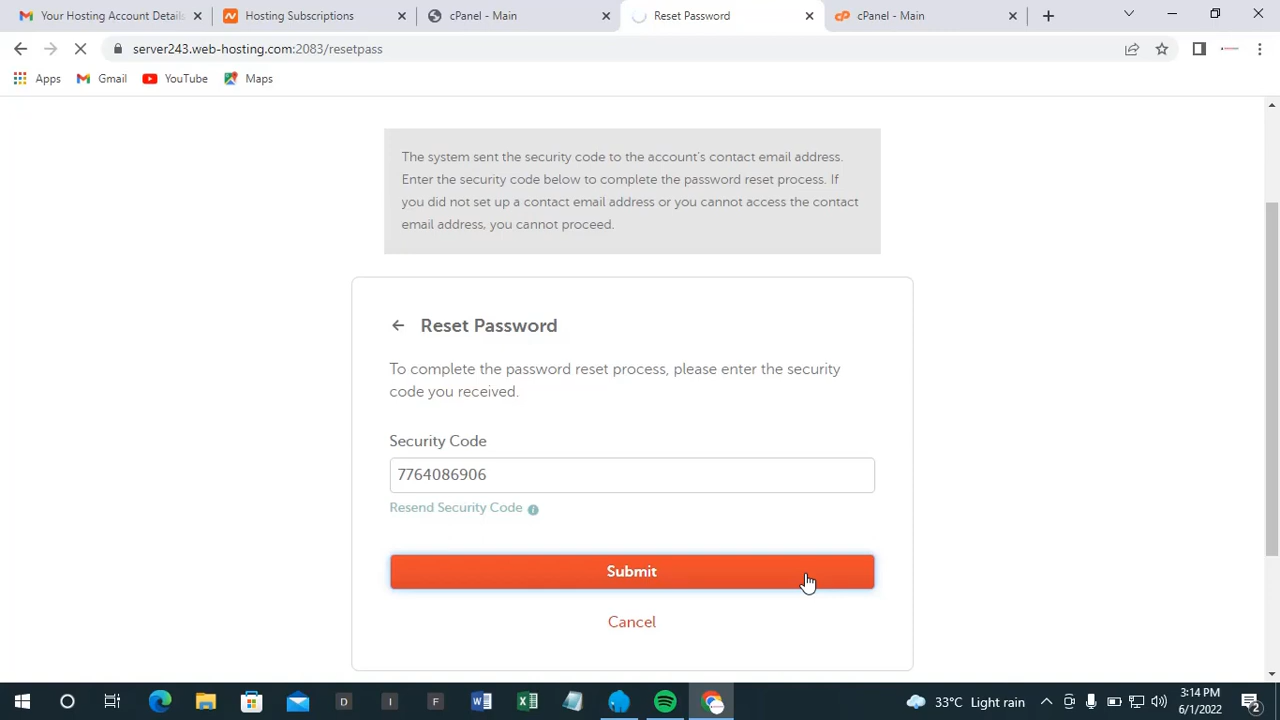 Your Hosting Account Details
Hosting Subscriptions
cPanel - Main
Reset Password
cPanel - Main
server243.web-hosting.com:2083/resetpass
Apps
Gmail
YouTube
Maps
The system sent the security code to the account's contact email address.
Enter the security code below to complete the password reset process. If
you did not set up a contact email address or you cannot access the contact
email address, you cannot proceed.
Reset Password
To complete the password reset process, please enter the security
code you received.
Security Code
7764086906
Resend Security Code
Submit
Cancel
33°C Light rain
3:14 PM
6/1/2022
2